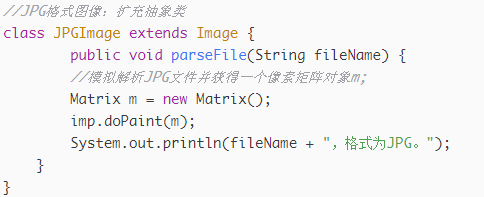 //JPG格式图像：扩充抽象类
class JPGImage extends Image {
public void parseFile(String fileName) {
//模拟解析JPG文件并获得一个像素矩阵对象m;
Matrix m = new Matrix();
imp.doPaint(m);
System.out.println(fileName + "，格式为JPG。");
}
}